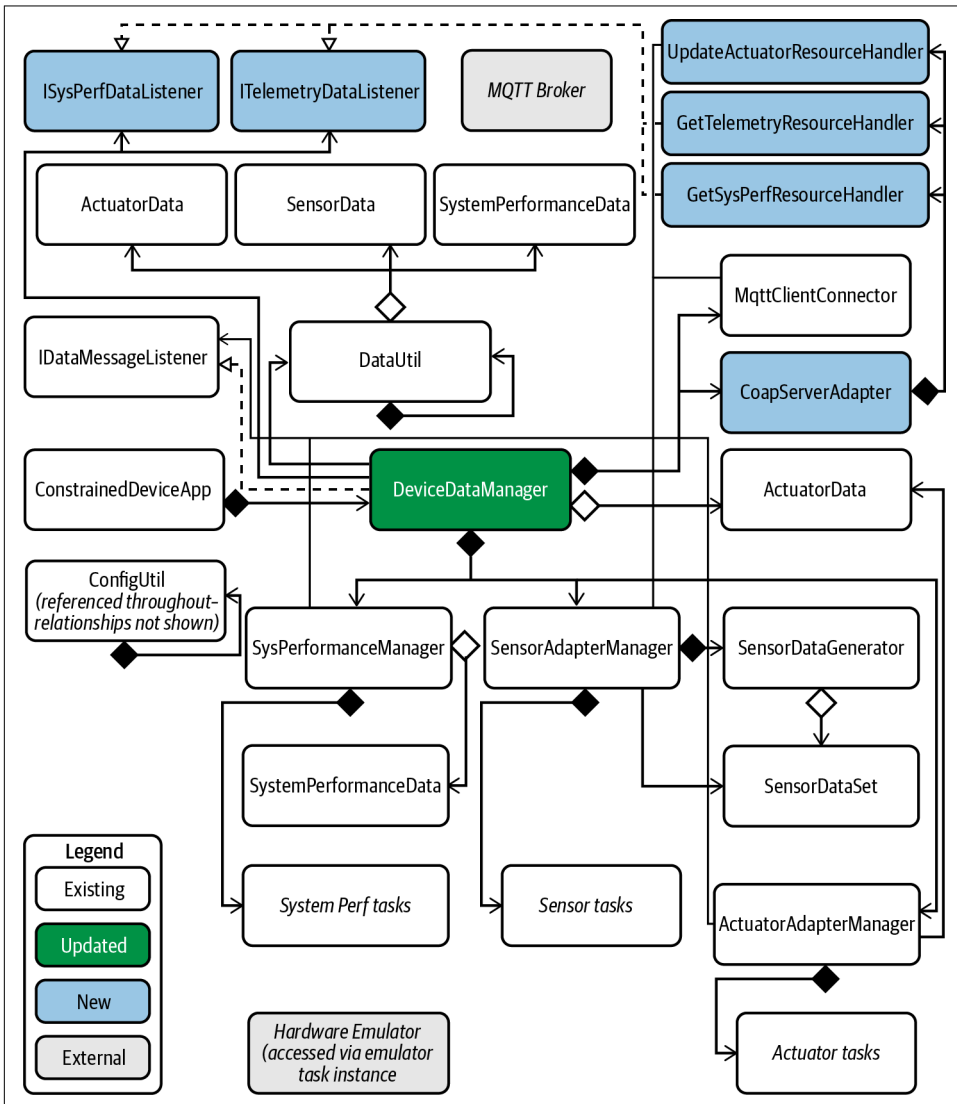 ISysPerfDataListener
ITelemetryDataListener
MQTT Broker
UpdateActuatorResourceHandler
GetTelemetryResourceHandler
GetSysPerfResourceHandler
ActuatorData
SensorData
SystemPerformanceData
MqttClientConnector
IDataMessageListener
DataUtil
CoapServerAdapter
ConstrainedDeviceApp
DeviceDataManager
ActuatorData
ConfigUtil
(referenced throughout–
relationships not shown)
SysPerformanceManager
SensorAdapterManager
SensorDataGenerator
SystemPerformanceData
SensorDataSet
Legend
Existing
Updated
New
External
System Perf tasks
Sensor tasks
ActuatorAdapterManager
Hardware Emulator
(accessed via emulator
task instance
Actuator tasks